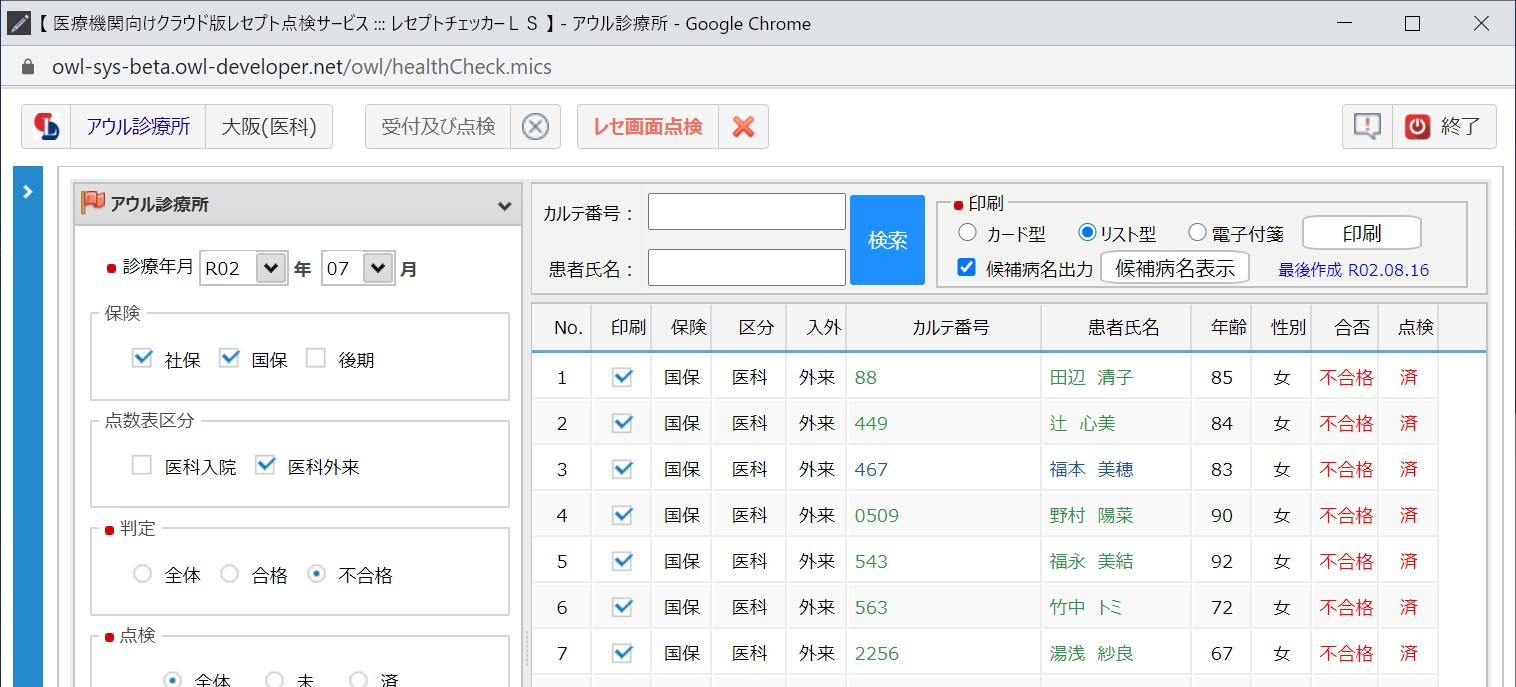 【 医療機関向けクラウド版レセプト点検サービス ::: レセプトチェッカーＬＳ 】 - アウル診療所 - Google Chrome
owl-sys-beta.owl-developer.net/owl/healthCheck.mics
アウル診療所 大阪(医科) 受付及び点検 レセ画面点検 終了
アウル診療所
診療年月 R02 年 07 月
保険
社保 国保 後期
点数表区分
医科入院 医科外来
判定
全体 合格 不合格
点検
全体 未 済
カルテ番号：
患者氏名：
検索
印刷
カード型 リスト型 電子付箋 印刷
候補病名出力 候補病名表示 最後作成 R02.08.16
No. 印刷 保険 区分 入外 カルテ番号 患者氏名 年齢 性別 合否 点検
1 国保 医科 外来 88 田辺 清子 85 女 不合格 済
2 国保 医科 外来 449 辻 心美 84 女 不合格 済
3 国保 医科 外来 467 福本 美穂 83 女 不合格 済
4 国保 医科 外来 0509 野村 陽菜 90 女 不合格 済
5 国保 医科 外来 543 福永 美結 92 女 不合格 済
6 国保 医科 外来 563 竹中 トミ 72 女 不合格 済
7 国保 医科 外来 2256 湯浅 紗良 67 女 不合格 済